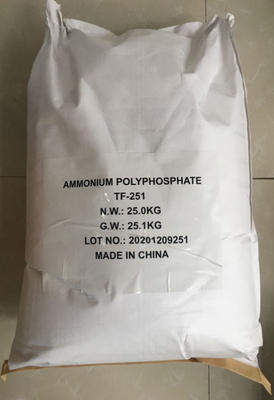 AMMONIUM POLYPHOSPHATE
TF-251
N.W.: 25.0KG
G.W.: 25.1KG
LOT NO.: 20201209251
MADE IN CHINA